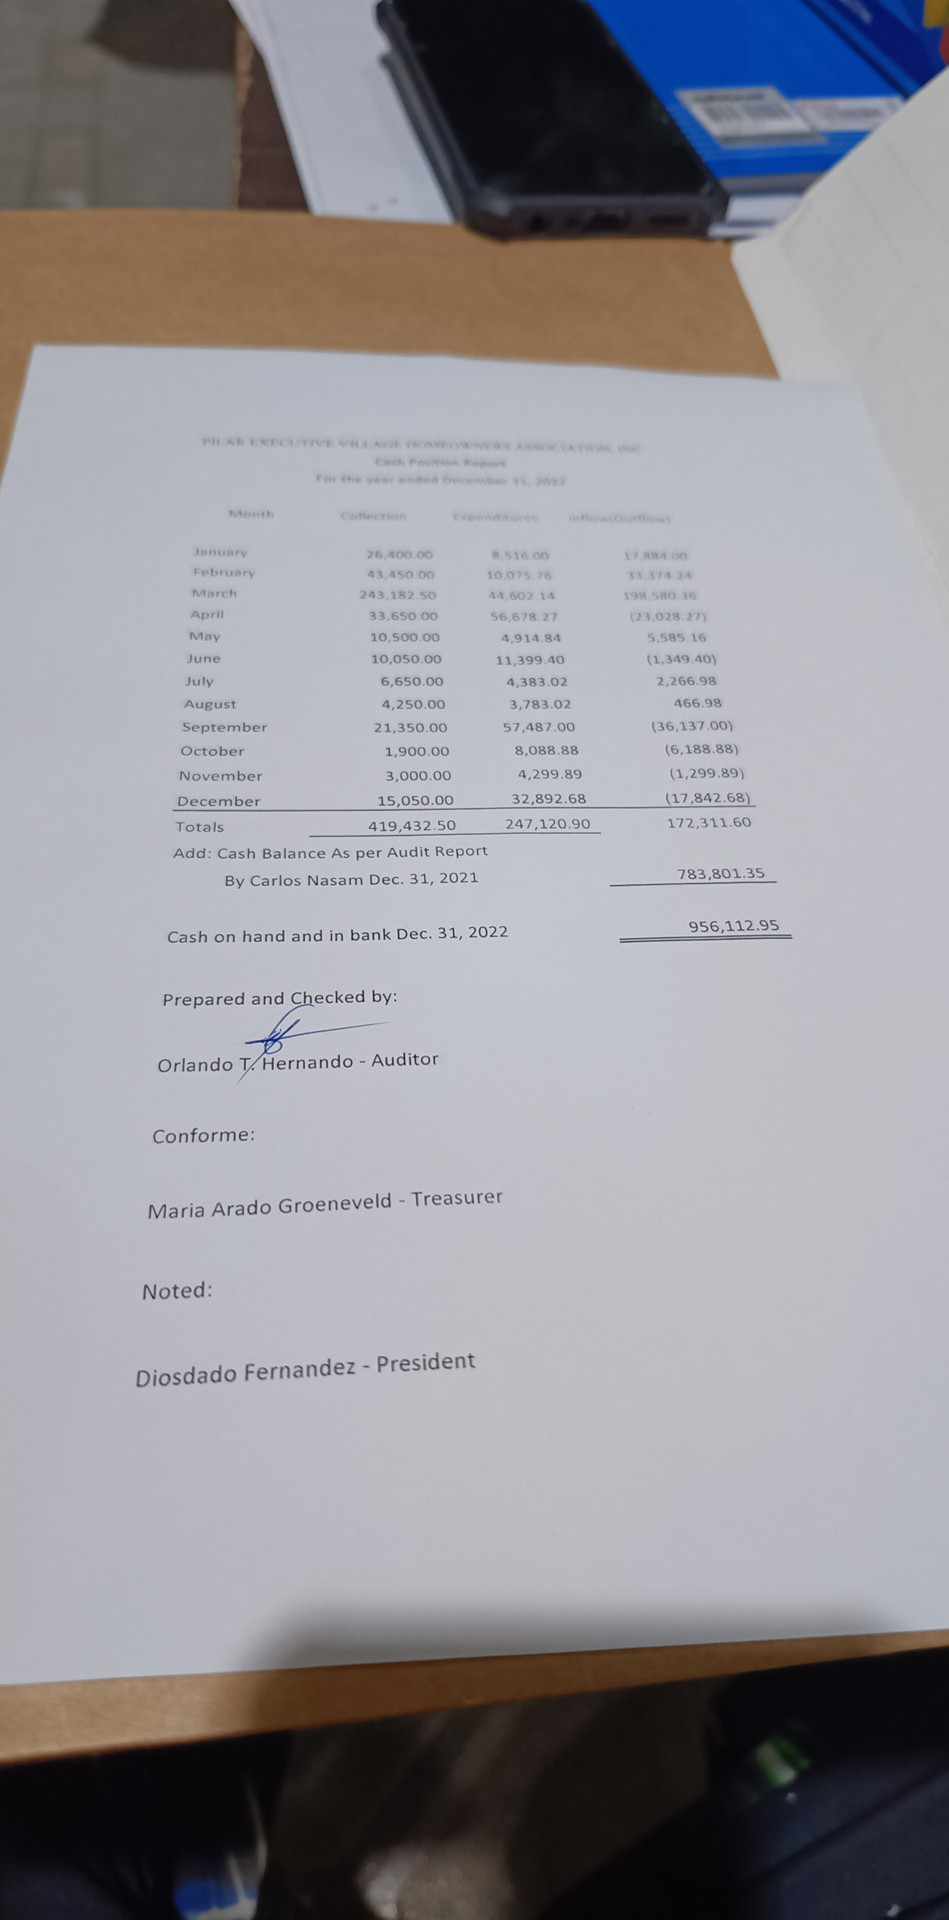 PILAR EXECUTIVE VILLAGE HOMEOWNERS ASSOCIATION, INC
Cash Position Report
For the year ended December 31, 2022
Month Collection Expenditures Inflows(Outflows)
January 26,400.00 8,516.00 17,884.00
February 43,450.00 10,075.76 33,374.24
March 243,182.50 44,602.14 198,580.36
April 33,650.00 56,678.27 (23,028.27)
May 10,500.00 4,914.84 5,585.16
June 10,050.00 11,399.40 (1,349.40)
July 6,650.00 4,383.02 2,266.98
August 4,250.00 3,783.02 466.98
September 21,350.00 57,487.00 (36,137.00)
October 1,900.00 8,088.88 (6,188.88)
November 3,000.00 4,299.89 (1,299.89)
December 15,050.00 32,892.68 (17,842.68)
Totals 419,432.50 247,120.90 172,311.60
Add: Cash Balance As per Audit Report
By Carlos Nasam Dec. 31, 2021 783,801.35
Cash on hand and in bank Dec. 31, 2022 956,112.95
Prepared and Checked by:
Orlando T. Hernando - Auditor
Conforme:
Maria Arado Groeneveld - Treasurer
Noted:
Diosdado Fernandez - President